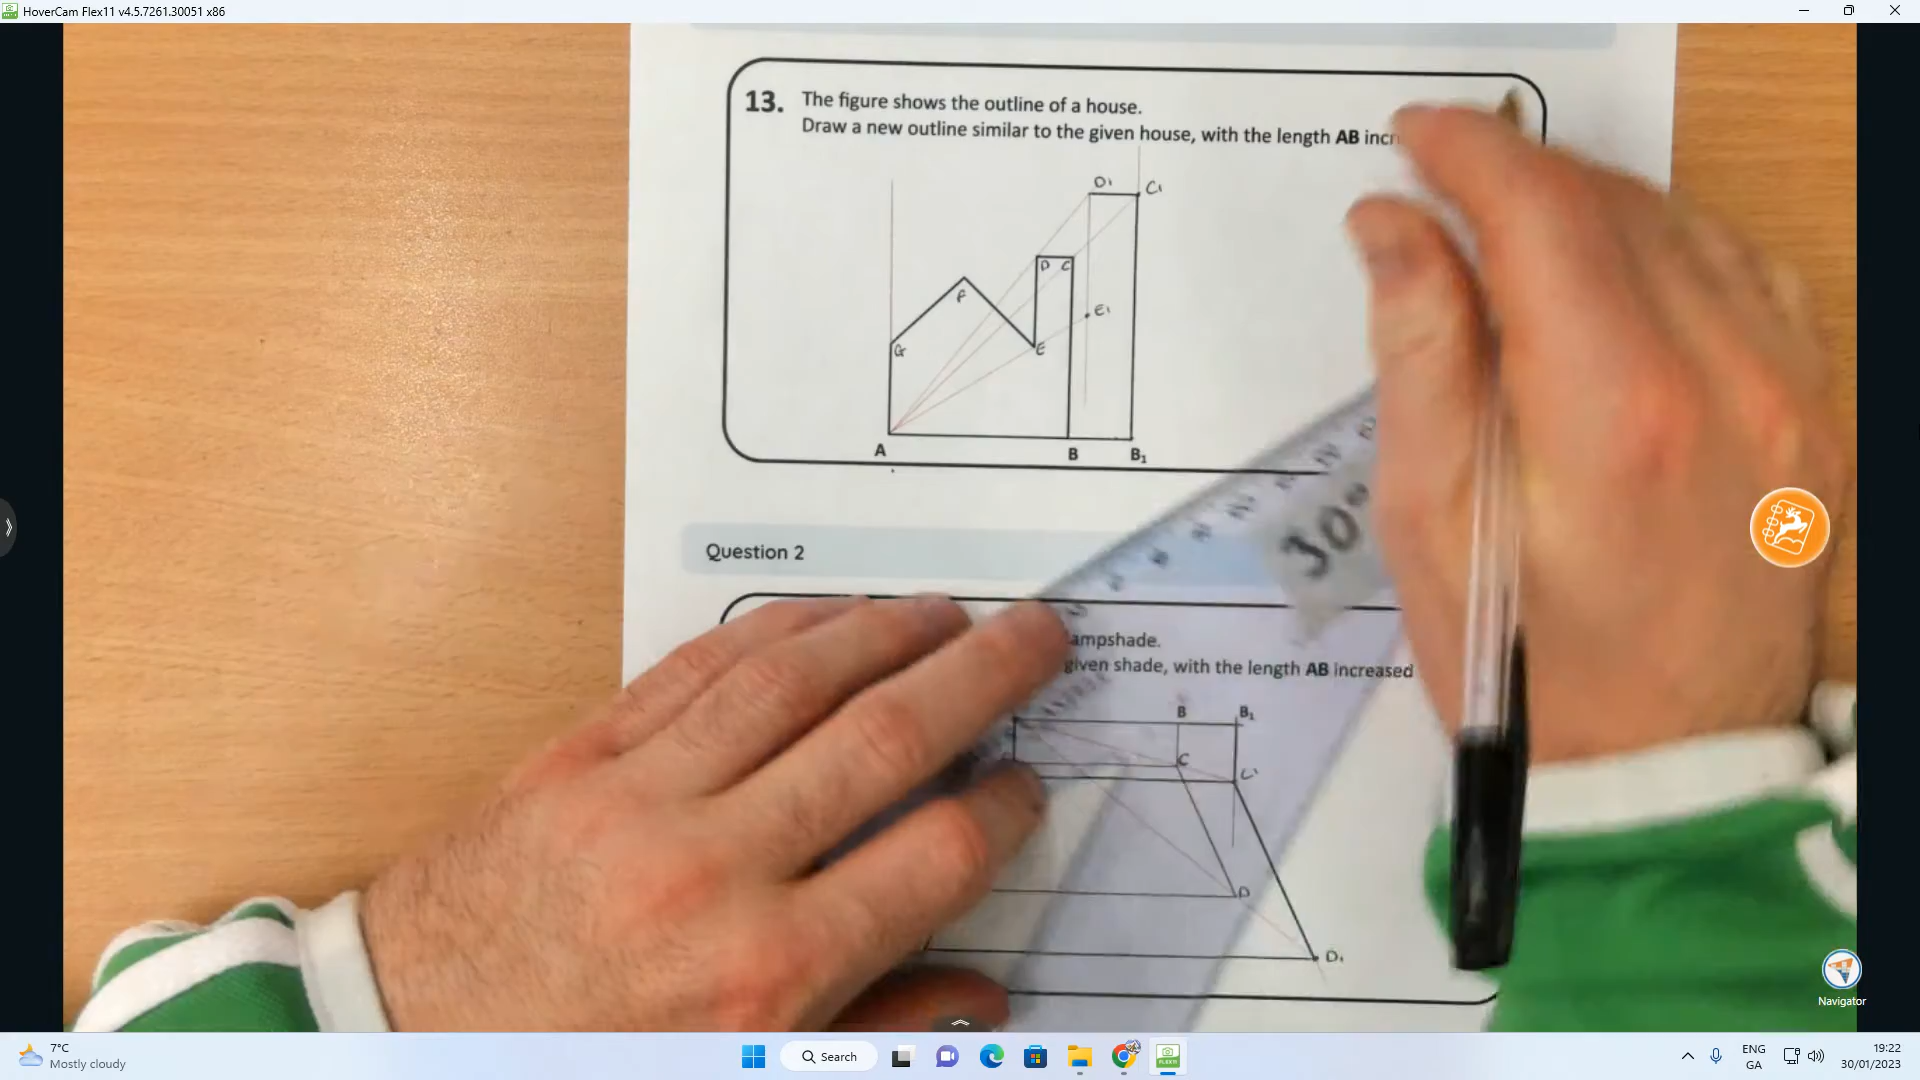 HoverCam Flex11 v4.5.7261.30051 x86
13.
The figure shows the outline of a house.
Draw a new outline similar to the given house, with the length AB incr
D1 C1
D C
F
E1
G
E
A B B1
Question 2
30°
ampshade.
given shade, with the length AB increased
B B1
C
C1
D
D1
Navigator
7°C
Mostly cloudy
Search
ENG
GA
19:22
30/01/2023